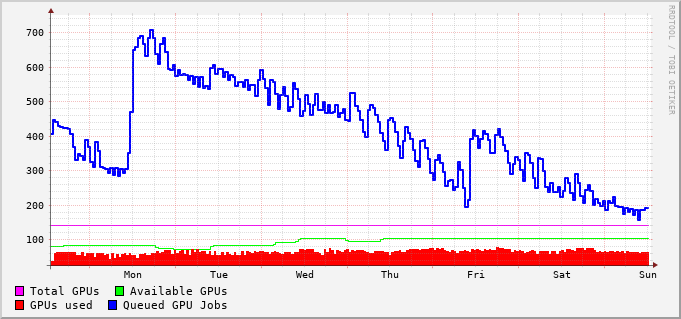 700
600
500
400
300
200
100
Mon Tue Wed Thu Fri Sat Sun
Total GPUs Available GPUs
GPUs used Queued GPU Jobs
RRDTOOL / TOBI OETIKER